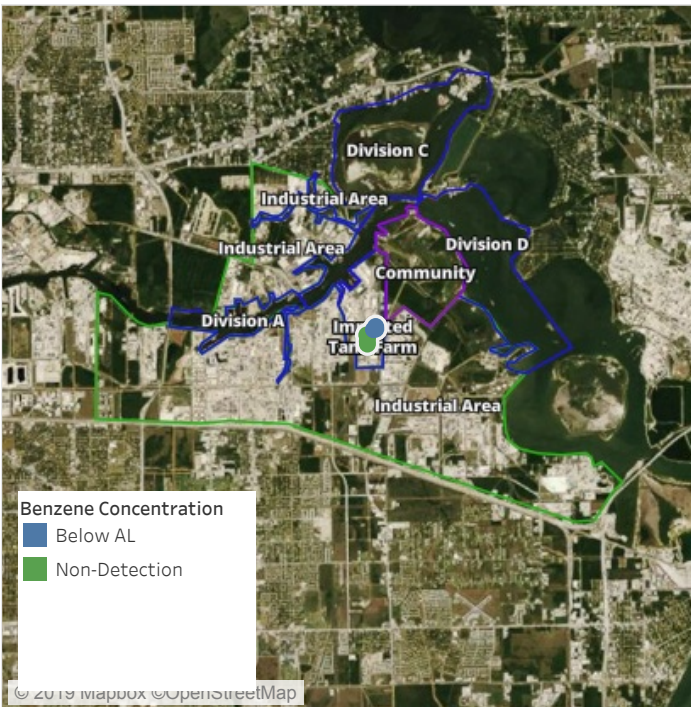 Division C
Industrial Area
Industrial Area
Division D
Community
Division A
Tank Farm
Industrial Area
Benzene Concentration
Below AL
Non-Detection
© 2019 Mapbox ©OpenStreetMap